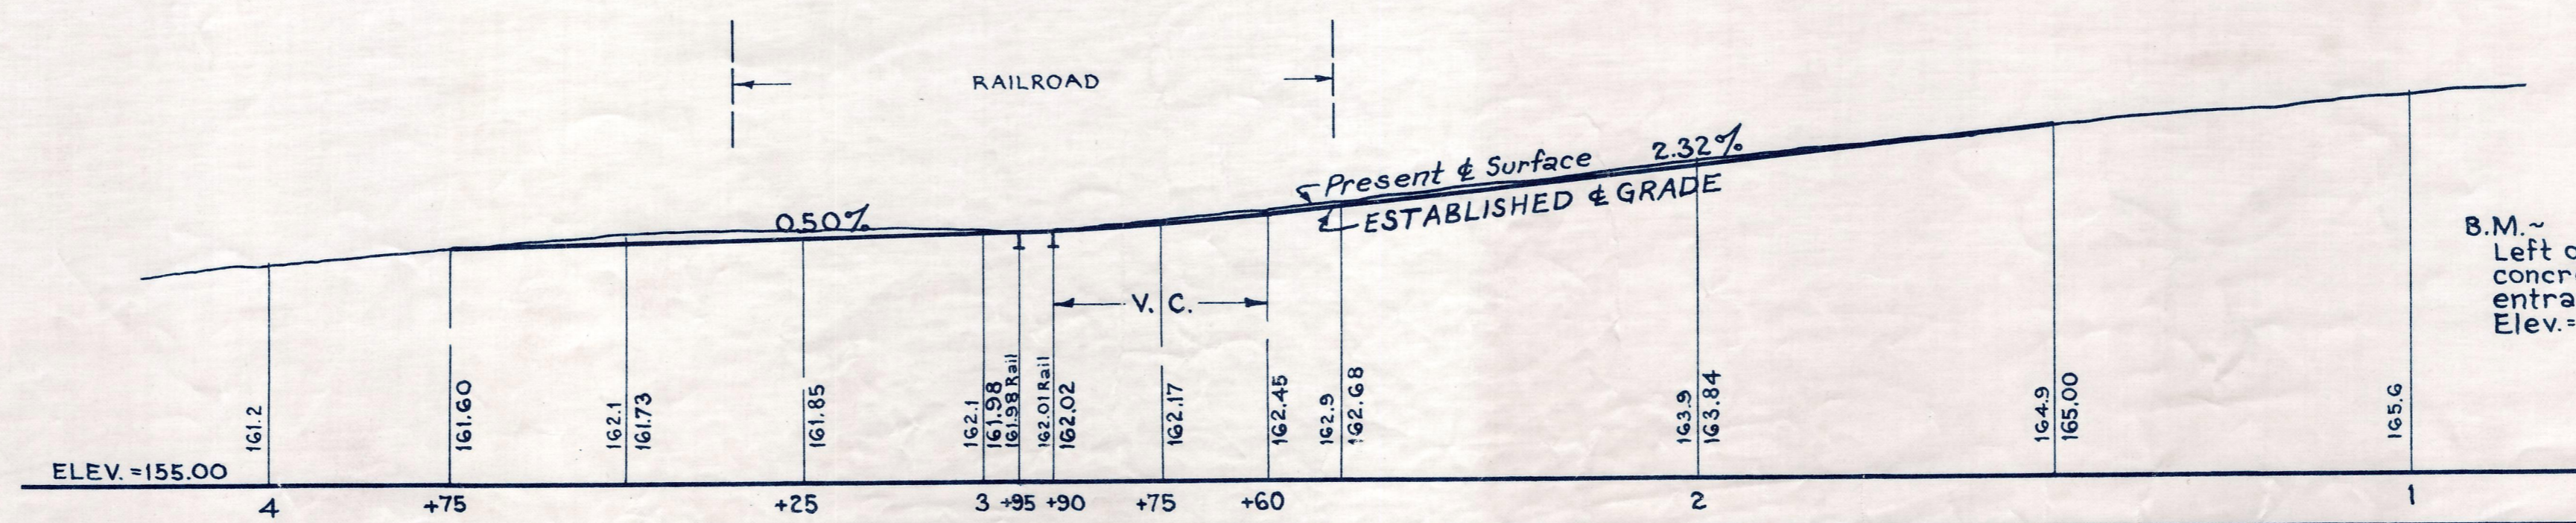 RAILROAD
2.32%
Present ℄ Surface
ESTABLISHED ℄ GRADE
0.50%
B.M.~
Left
concr
entra
Elev.=
V. C.
161.2
161.60
162.1
161.73
161.85
162.1
161.98
161.98 Rail
162.01 Rail
162.02
162.17
162.45
162.9
162.68
163.9
163.84
164.9
165.00
165.6
ELEV. =155.00
4 +75 +25 3 +95 +90 +75 +60 2 1